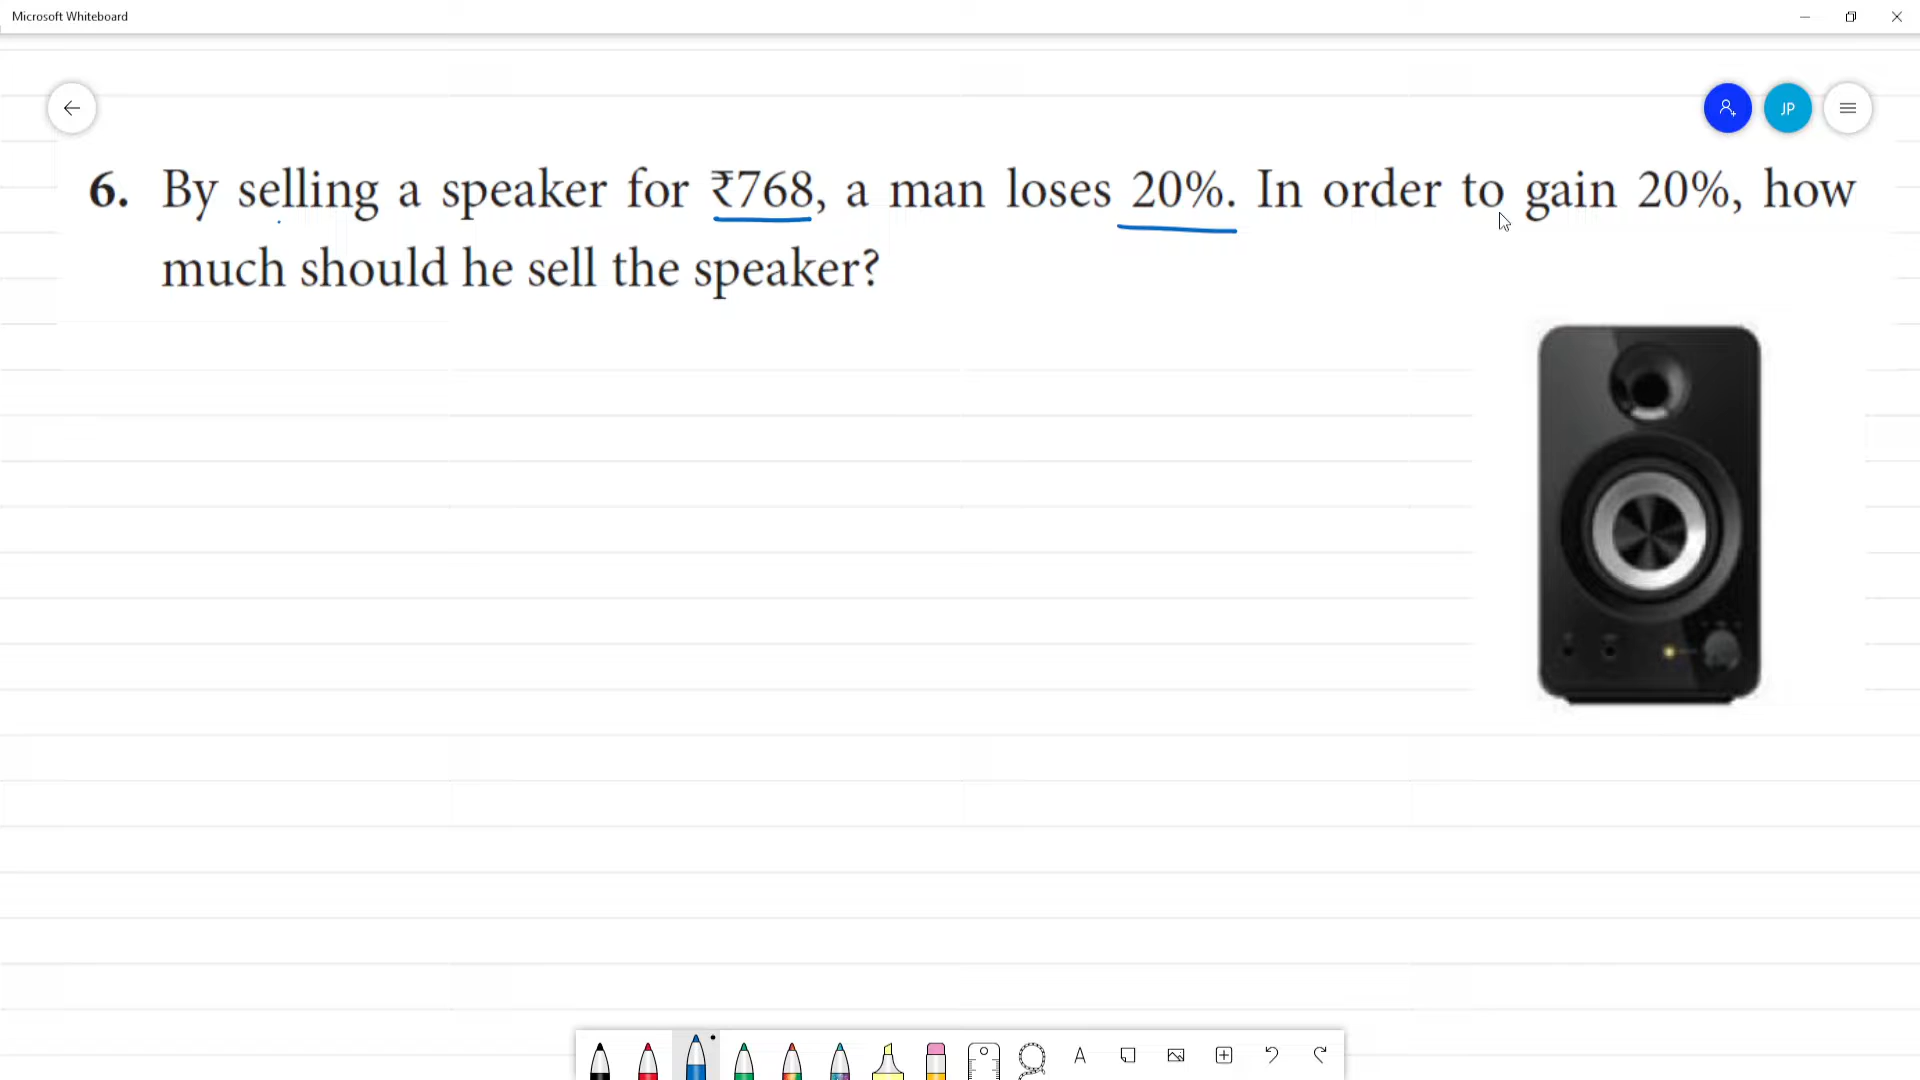 Microsoft Whiteboard
JP
6. By selling a speaker for ₹768, a man loses 20%. In order to gain 20%, how
much should he sell the speaker?
A